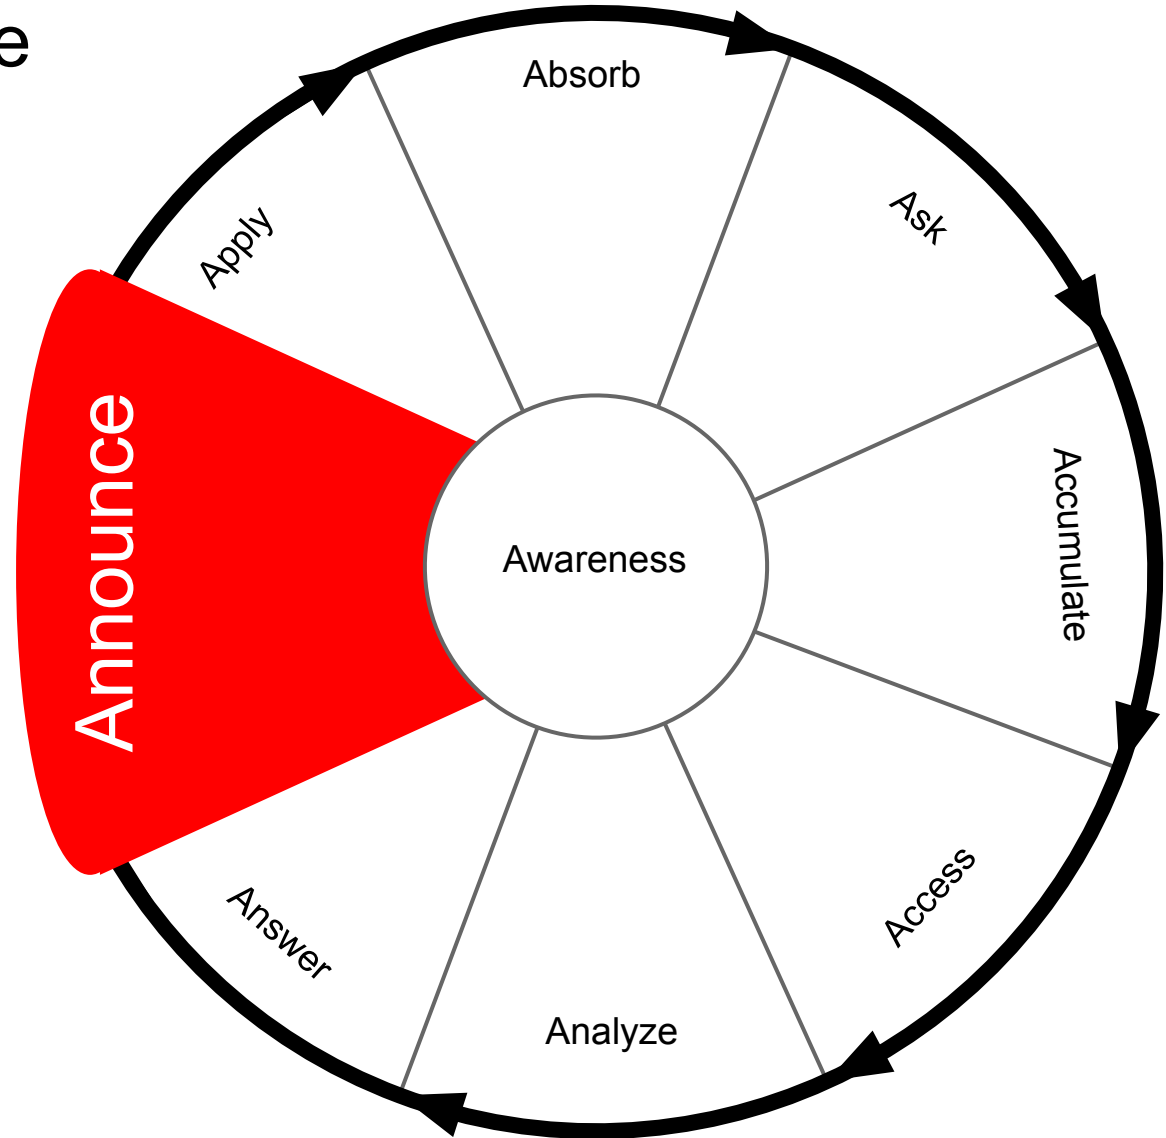 e
Absorb
Ask
Accumulate
Access
Analyze
Answer
Announce
Apply
Awareness